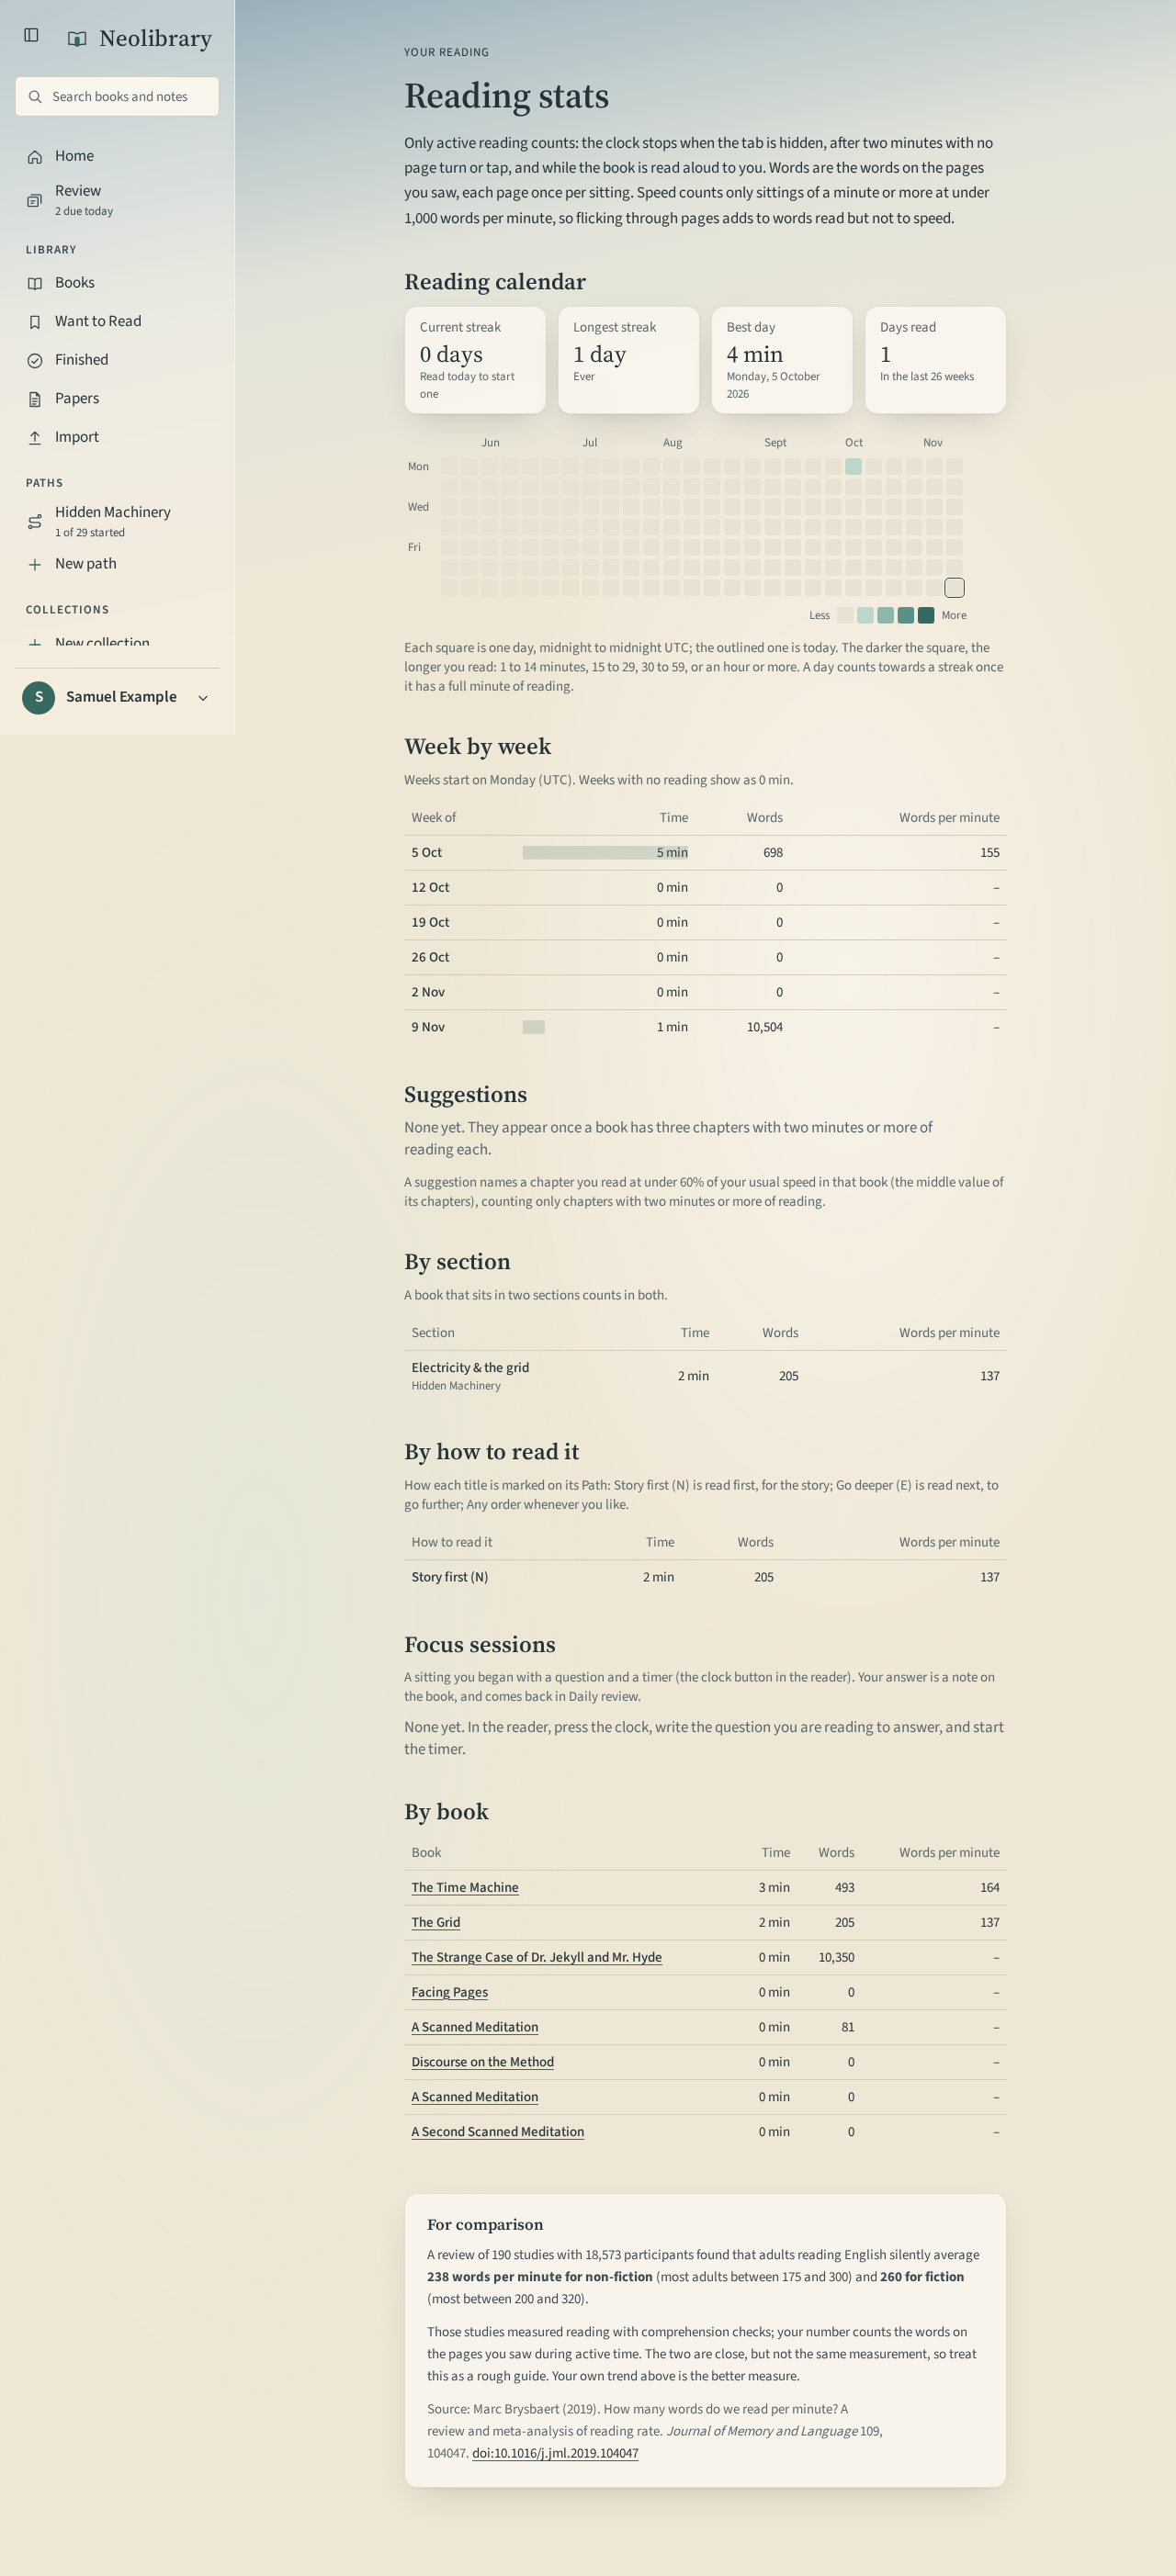 Neolibrary
Search books and notes
Home
Review
2 due today
LIBRARY
Books
Want to Read
Finished
Papers
Import
PATHS
Hidden Machinery
1 of 29 started
New path
COLLECTIONS
New collection
S
Samuel Example
YOUR READING
Reading stats
Only active reading counts: the clock stops when the tab is hidden, after two minutes with no
page turn or tap, and while the book is read aloud to you. Words are the words on the pages
you saw, each page once per sitting. Speed counts only sittings of a minute or more at under
1,000 words per minute, so flicking through pages adds to words read but not to speed.
Reading calendar
Current streak
0 days
Read today to start
one
Longest streak
1 day
Ever
Best day
4 min
Monday, 5 October
2026
Days read
1
In the last 26 weeks
Jun Jul Aug Sept Oct Nov
Mon
Wed
Fri
Less More
Each square is one day, midnight to midnight UTC; the outlined one is today. The darker the square, the
longer you read: 1 to 14 minutes, 15 to 29, 30 to 59, or an hour or more. A day counts towards a streak once
it has a full minute of reading.
Week by week
Weeks start on Monday (UTC). Weeks with no reading show as 0 min.
Week of Time Words Words per minute
5 Oct 5 min 698 155
12 Oct 0 min 0 –
19 Oct 0 min 0 –
26 Oct 0 min 0 –
2 Nov 0 min 0 –
9 Nov 1 min 10,504 –
Suggestions
None yet. They appear once a book has three chapters with two minutes or more of
reading each.
A suggestion names a chapter you read at under 60% of your usual speed in that book (the middle value of
its chapters), counting only chapters with two minutes or more of reading.
By section
A book that sits in two sections counts in both.
Section Time Words Words per minute
Electricity & the grid 2 min 205 137
Hidden Machinery
By how to read it
How each title is marked on its Path: Story first (N) is read first, for the story; Go deeper (E) is read next, to
go further; Any order whenever you like.
How to read it Time Words Words per minute
Story first (N) 2 min 205 137
Focus sessions
A sitting you began with a question and a timer (the clock button in the reader). Your answer is a note on
the book, and comes back in Daily review.
None yet. In the reader, press the clock, write the question you are reading to answer, and start
the timer.
By book
Book Time Words Words per minute
The Time Machine 3 min 493 164
The Grid 2 min 205 137
The Strange Case of Dr. Jekyll and Mr. Hyde 0 min 10,350 –
Facing Pages 0 min 0 –
A Scanned Meditation 0 min 81 –
Discourse on the Method 0 min 0 –
A Scanned Meditation 0 min 0 –
A Second Scanned Meditation 0 min 0 –
For comparison
A review of 190 studies with 18,573 participants found that adults reading English silently average
238 words per minute for non-fiction (most adults between 175 and 300) and 260 for fiction
(most between 200 and 320).
Those studies measured reading with comprehension checks; your number counts the words on
the pages you saw during active time. The two are close, but not the same measurement, so treat
this as a rough guide. Your own trend above is the better measure.
Source: Marc Brysbaert (2019). How many words do we read per minute? A
review and meta-analysis of reading rate. Journal of Memory and Language 109,
104047. doi:10.1016/j.jml.2019.104047